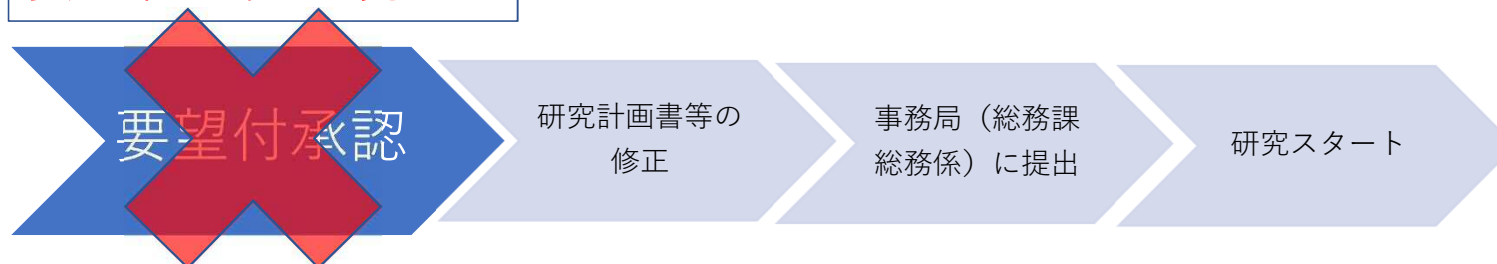 要望付承認
研究計画書等の
修正
事務局（総務課
総務係）に提出
研究スタート